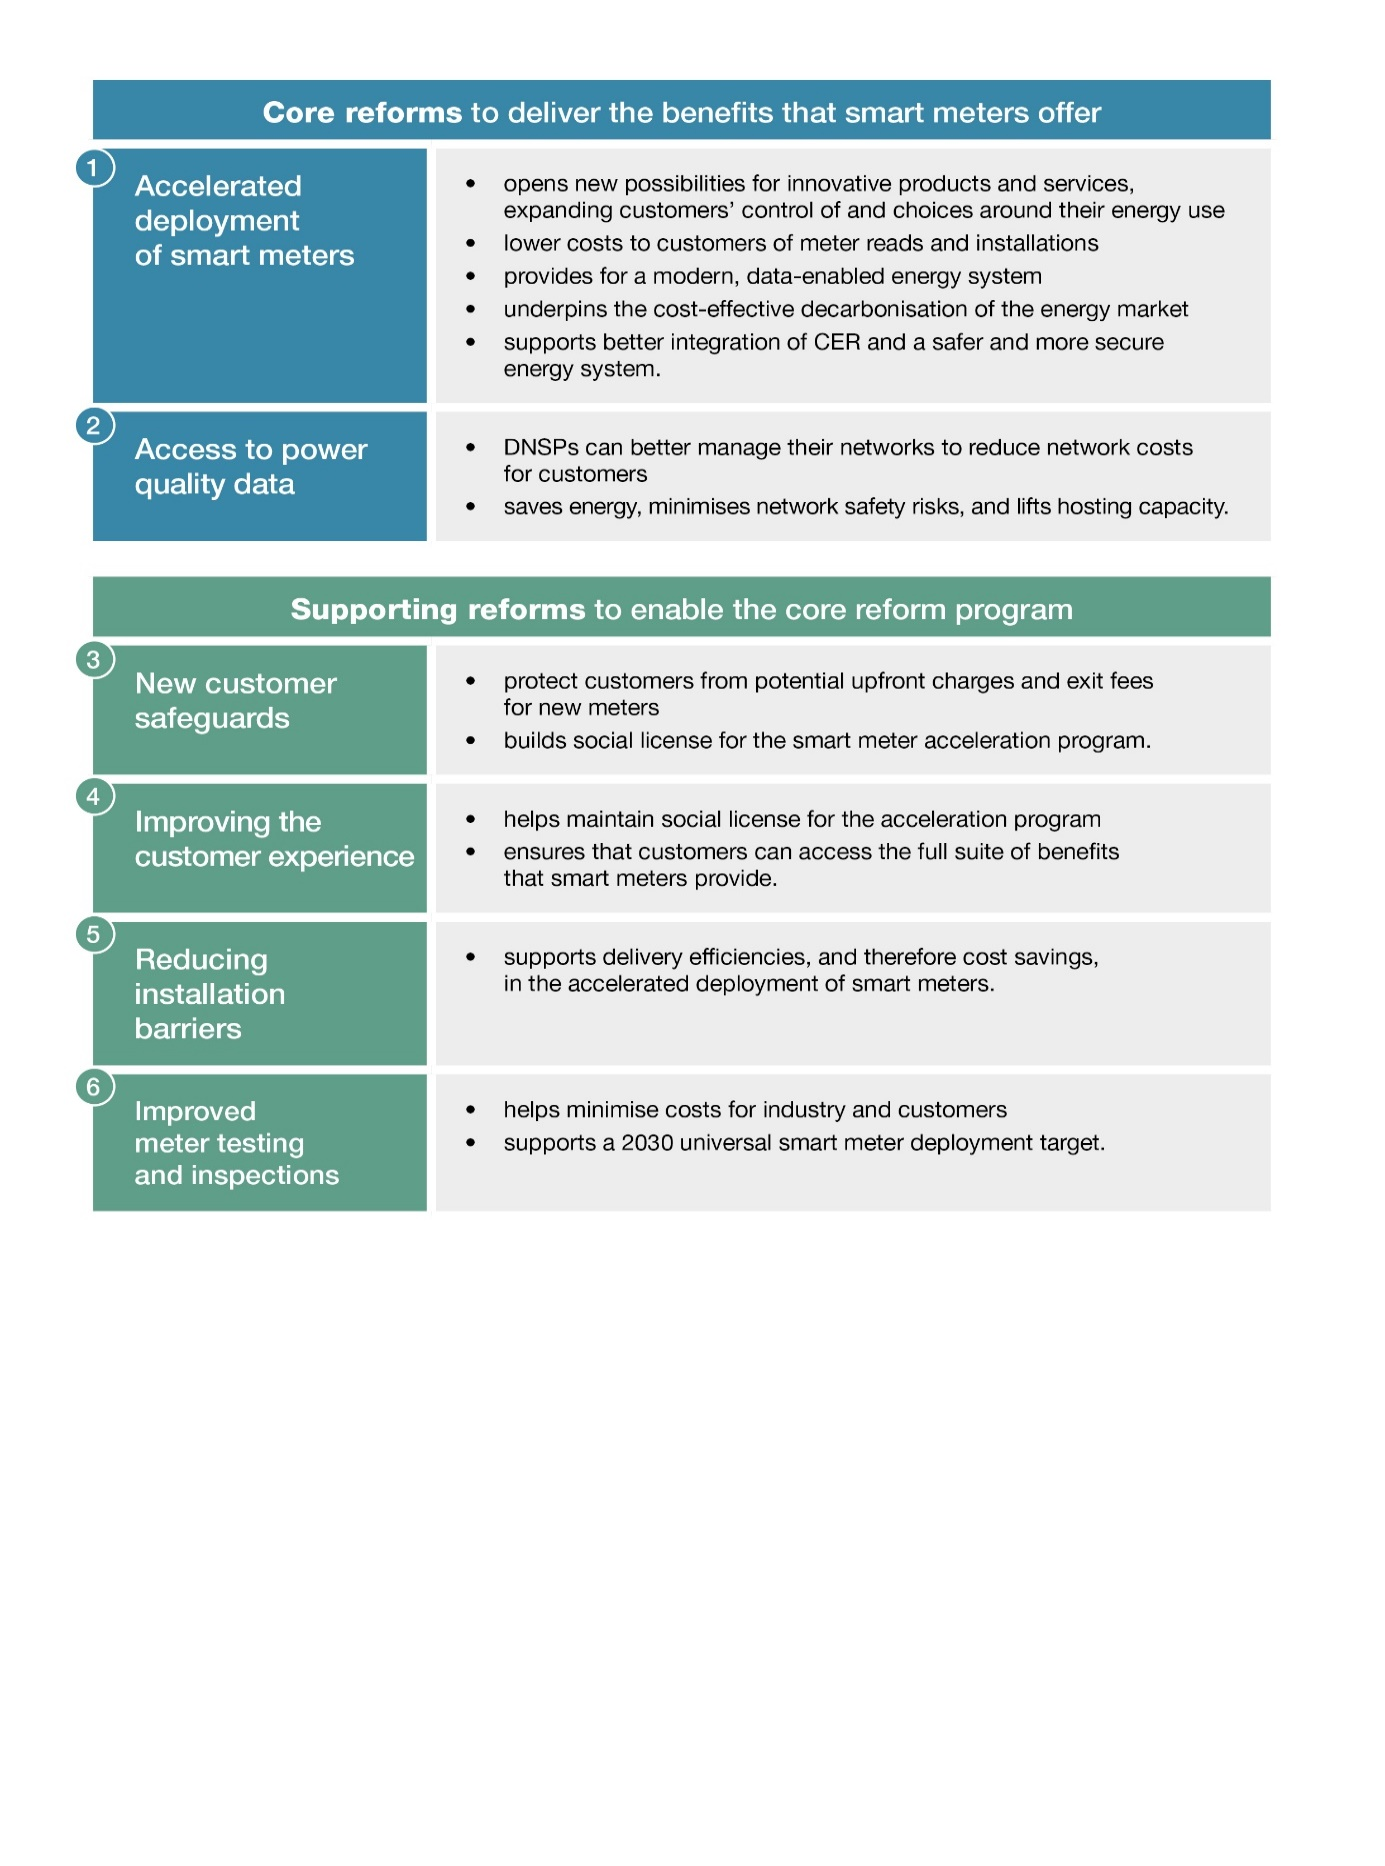 Core reforms to deliver the benefits that smart meters offer
1
Accelerated
deployment
of smart meters
• opens new possibilities for innovative products and services,
expanding customers’ control of and choices around their energy use
• lower costs to customers of meter reads and installations
• provides for a modern, data-enabled energy system
• underpins the cost-effective decarbonisation of the energy market
• supports better integration of CER and a safer and more secure
energy system.
2
Access to power
quality data
• DNSPs can better manage their networks to reduce network costs
for customers
• saves energy, minimises network safety risks, and lifts hosting capacity.
Supporting reforms to enable the core reform program
3
New customer
safeguards
• protect customers from potential upfront charges and exit fees
for new meters
• builds social license for the smart meter acceleration program.
4
Improving the
customer experience
• helps maintain social license for the acceleration program
• ensures that customers can access the full suite of benefits
that smart meters provide.
5
Reducing
installation
barriers
• supports delivery efficiencies, and therefore cost savings,
in the accelerated deployment of smart meters.
6
Improved
meter testing
and inspections
• helps minimise costs for industry and customers
• supports a 2030 universal smart meter deployment target.